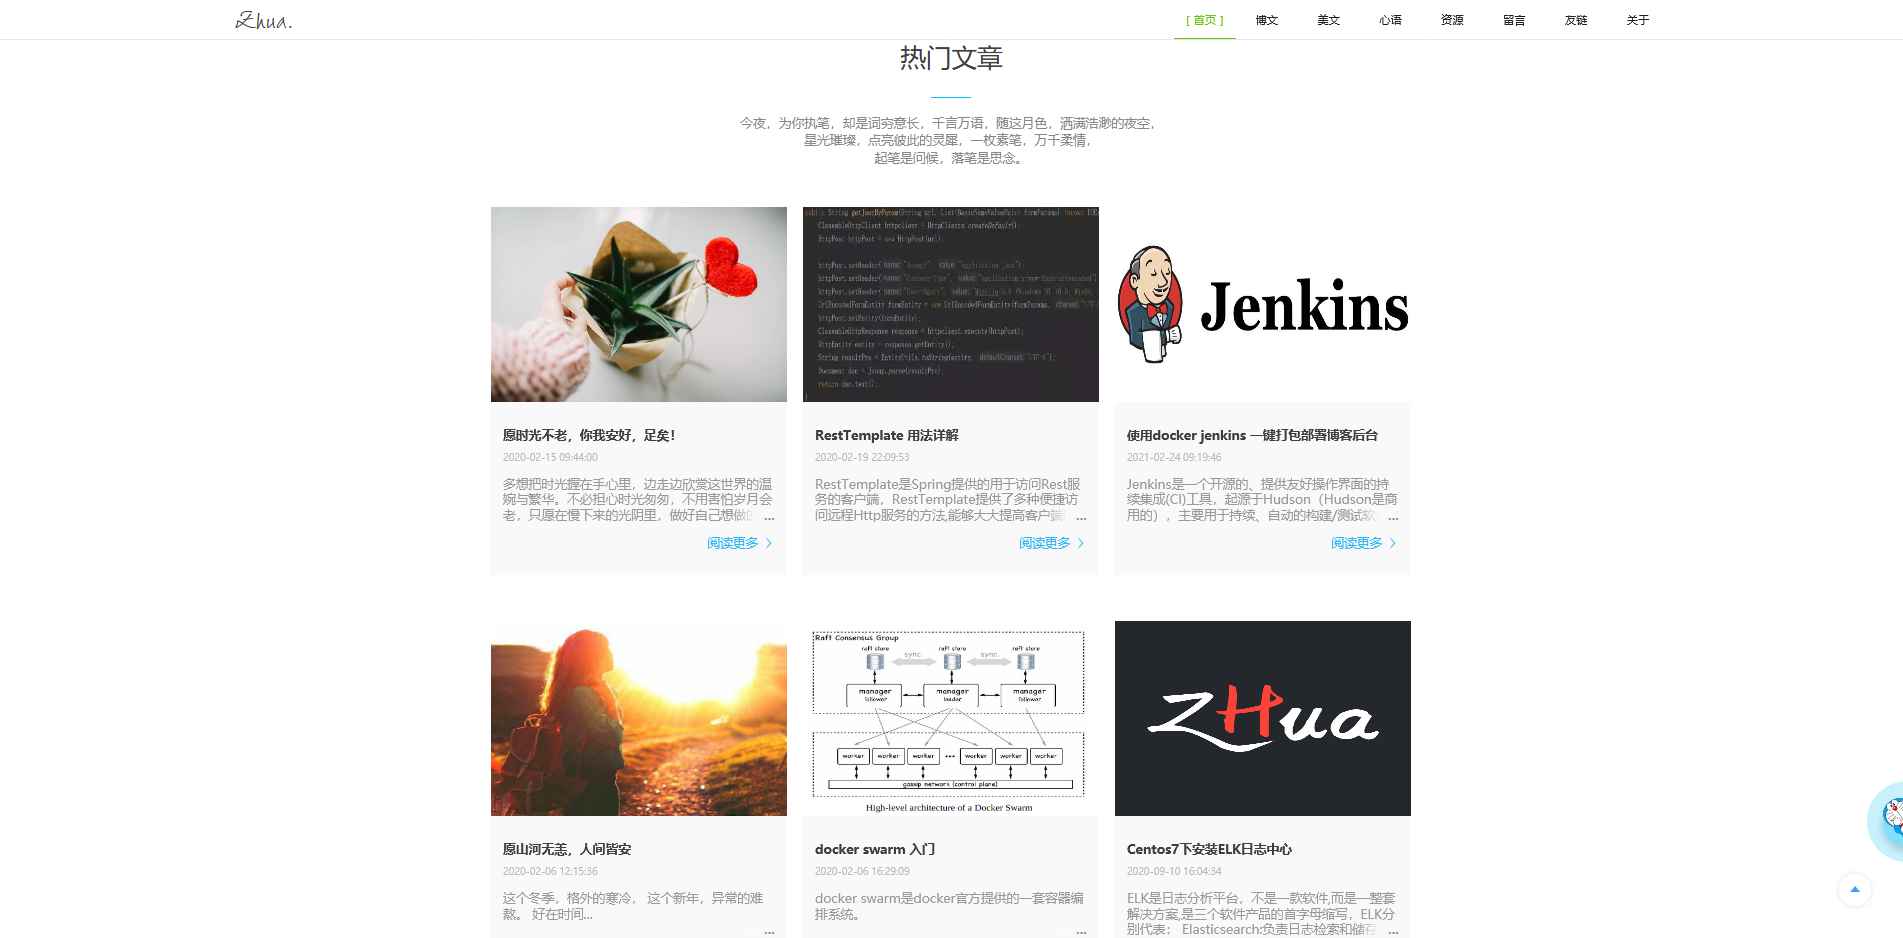 Zhua.
[ 首页 ] 博文 美文 心语 资源 留言 友链 关于
热门文章
今夜，为你执笔，却是词穷意长，千言万语，随这月色，洒满浩渺的夜空，
星光璀璨，点亮彼此的灵犀，一枚素笔，万千柔情，
起笔是问候，落笔是思念。
Jenkins
愿时光不老，你我安好，足矣！
2020-02-15 09:44:00
多想把时光握在手心里，边走边欣赏这世界的温
婉与繁华。不必担心时光匆匆，不用害怕岁月会
老，只愿在慢下来的光阴里，做好自己想做的 ...
阅读更多
RestTemplate 用法详解
2020-02-19 22:09:53
RestTemplate是Spring提供的用于访问Rest服
务的客户端，RestTemplate提供了多种便捷访
问远程Http服务的方法,能够大大提高客户端 ...
阅读更多
使用docker jenkins 一键打包部署博客后台
2021-02-24 09:19:46
Jenkins是一个开源的、提供友好操作界面的持
续集成(CI)工具，起源于Hudson（Hudson是商
用的），主要用于持续、自动的构建/测试软 ...
阅读更多
Raft Consensus Group
raft store raft store raft store
sync. sync.
manager manager manager
follower leader follower
worker worker worker ••• worker worker worker
gossip network (control plane)
High-level architecture of a Docker Swarm
ZHua
愿山河无恙，人间皆安
2020-02-06 12:15:36
这个冬季，格外的寒冷， 这个新年，异常的难
熬。 好在时间...
...
docker swarm 入门
2020-02-06 16:29:09
docker swarm是docker官方提供的一套容器编
排系统。
...
Centos7下安装ELK日志中心
2020-09-10 16:04:34
ELK是日志分析平台，不是一款软件,而是一整套
解决方案,是三个软件产品的首字母缩写，ELK分
别代表： Elasticsearch:负责日志检索和储存 ...